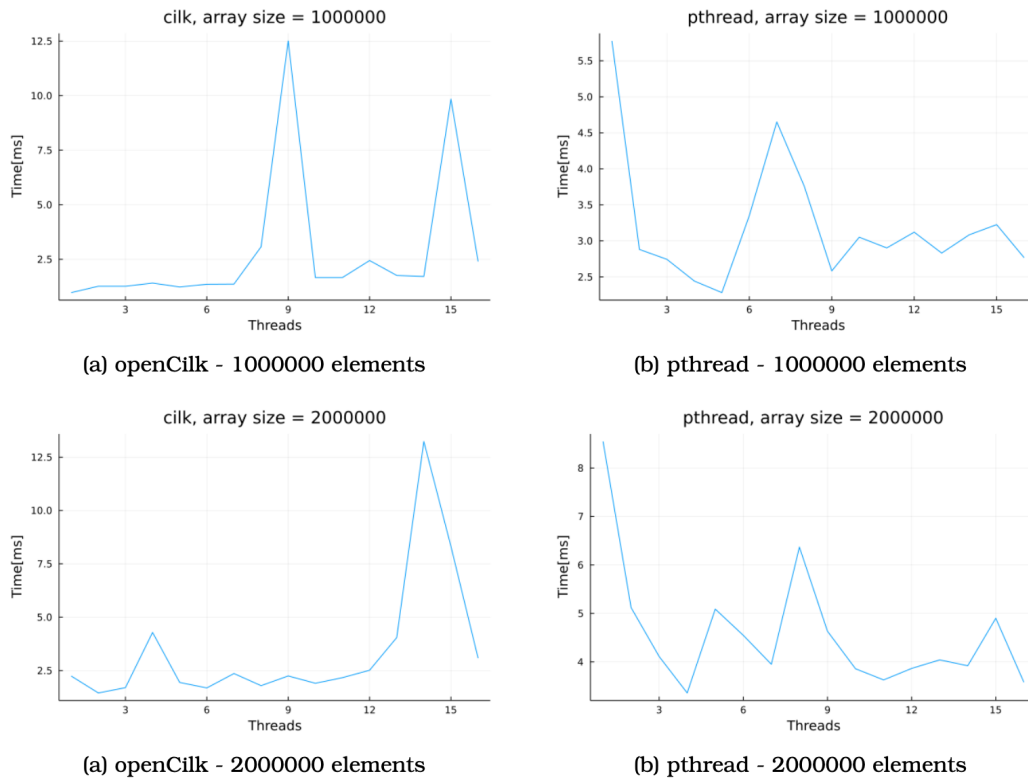 cilk, array size = 1000000
12.5
10.0
7.5
5.0
2.5
Time[ms]
3 6 9 12 15
Threads
(a) openCilk - 1000000 elements
pthread, array size = 1000000
5.5
5.0
4.5
4.0
3.5
3.0
2.5
Time[ms]
3 6 9 12 15
Threads
(b) pthread - 1000000 elements
cilk, array size = 2000000
12.5
10.0
7.5
5.0
2.5
Time[ms]
3 6 9 12 15
Threads
(a) openCilk - 2000000 elements
pthread, array size = 2000000
8
7
6
5
4
Time[ms]
3 6 9 12 15
Threads
(b) pthread - 2000000 elements